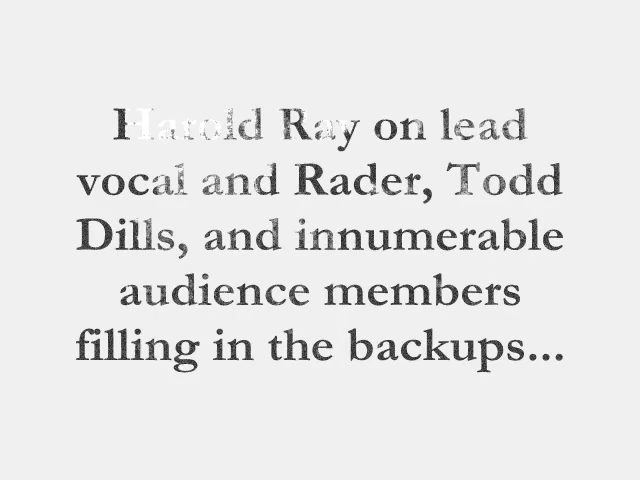 Harold Ray on lead
vocal and Rader, Todd
Dills, and innumerable
audience members
filling in the backups...